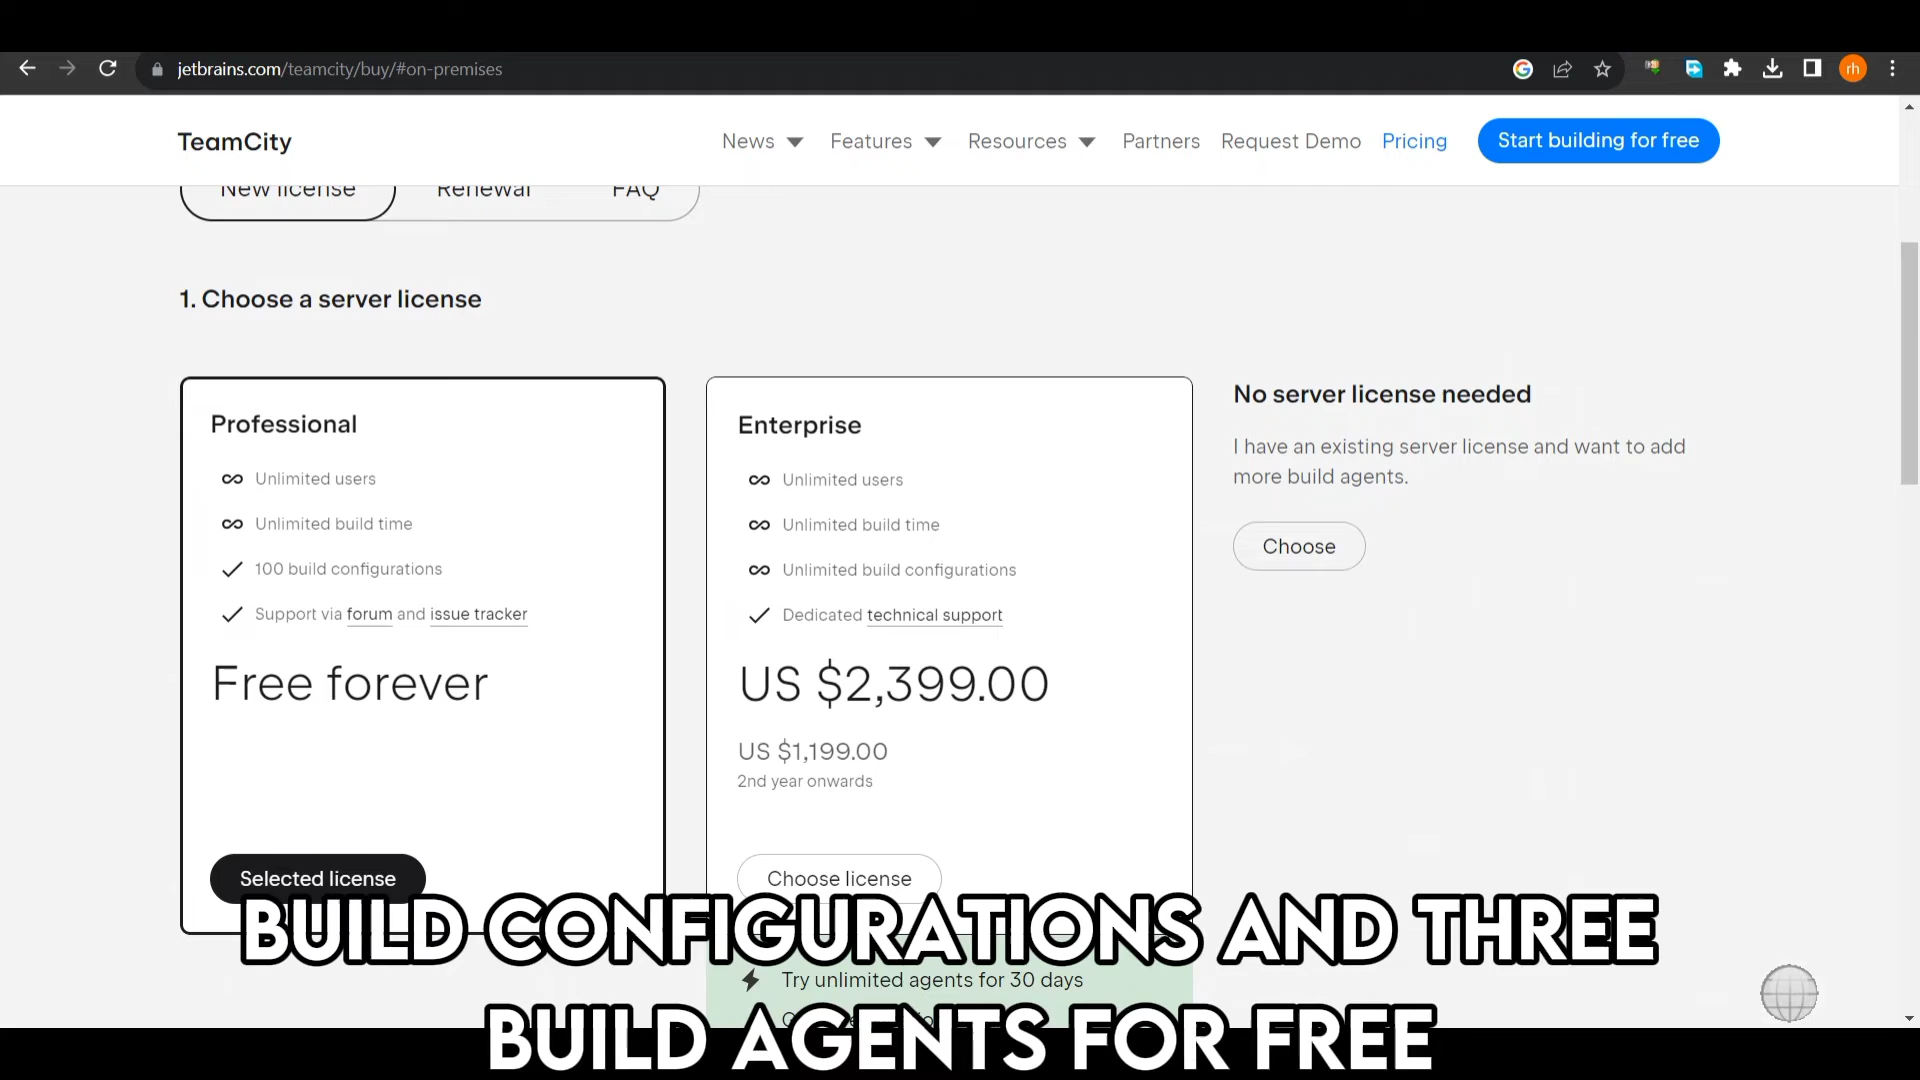 jetbrains.com/teamcity/buy/#on-premises
rh
TeamCity
News Features Resources Partners Request Demo Pricing Start building for free
New license Renewal FAQ
1. Choose a server license
Professional
Unlimited users
Unlimited build time
100 build configurations
Support via forum and issue tracker
Free forever
Selected license
Enterprise
Unlimited users
Unlimited build time
Unlimited build configurations
Dedicated technical support
US $2,399.00
US $1,199.00
2nd year onwards
Choose license
Try unlimited agents for 30 days
No server license needed
I have an existing server license and want to add
more build agents.
Choose
BUILD CONFIGURATIONS AND THREE
BUILD AGENTS FOR FREE